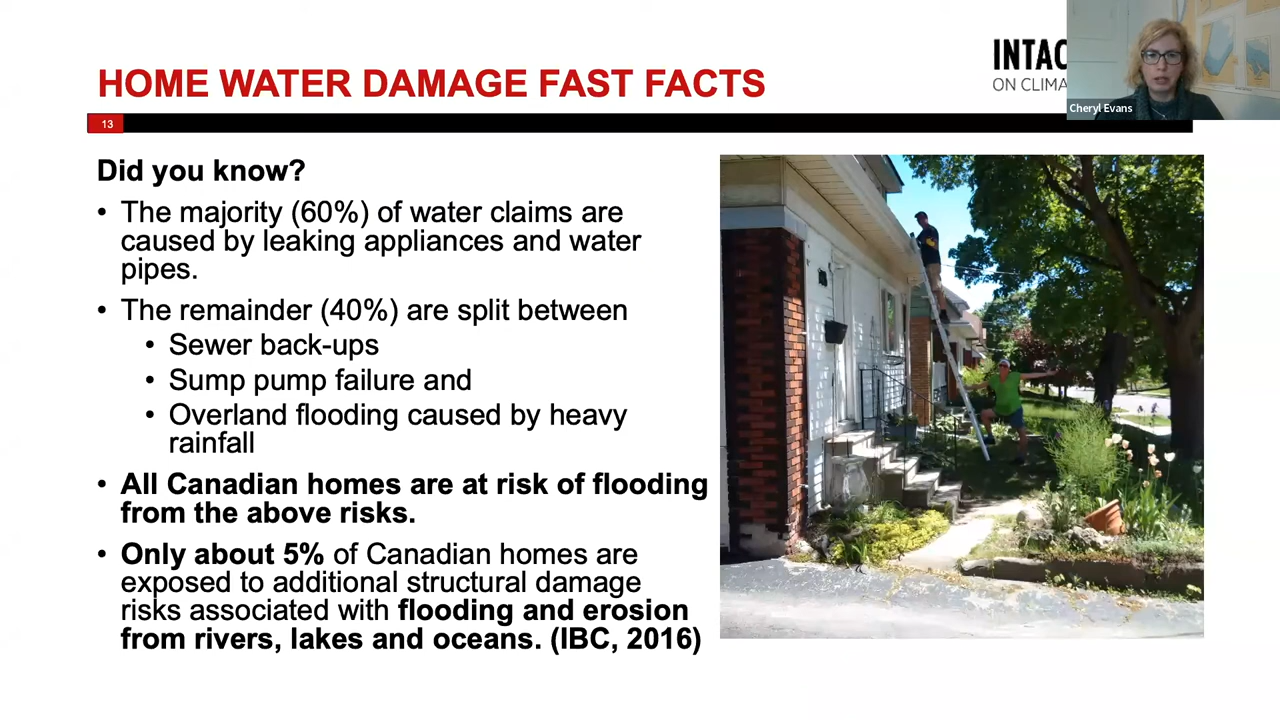 HOME WATER DAMAGE FAST FACTS
INTAC
ON CLIMA
Cheryl Evans
13
Did you know?
• The majority (60%) of water claims are
caused by leaking appliances and water
pipes.
• The remainder (40%) are split between
• Sewer back-ups
• Sump pump failure and
• Overland flooding caused by heavy
rainfall
• All Canadian homes are at risk of flooding
from the above risks.
• Only about 5% of Canadian homes are
exposed to additional structural damage
risks associated with flooding and erosion
from rivers, lakes and oceans. (IBC, 2016)